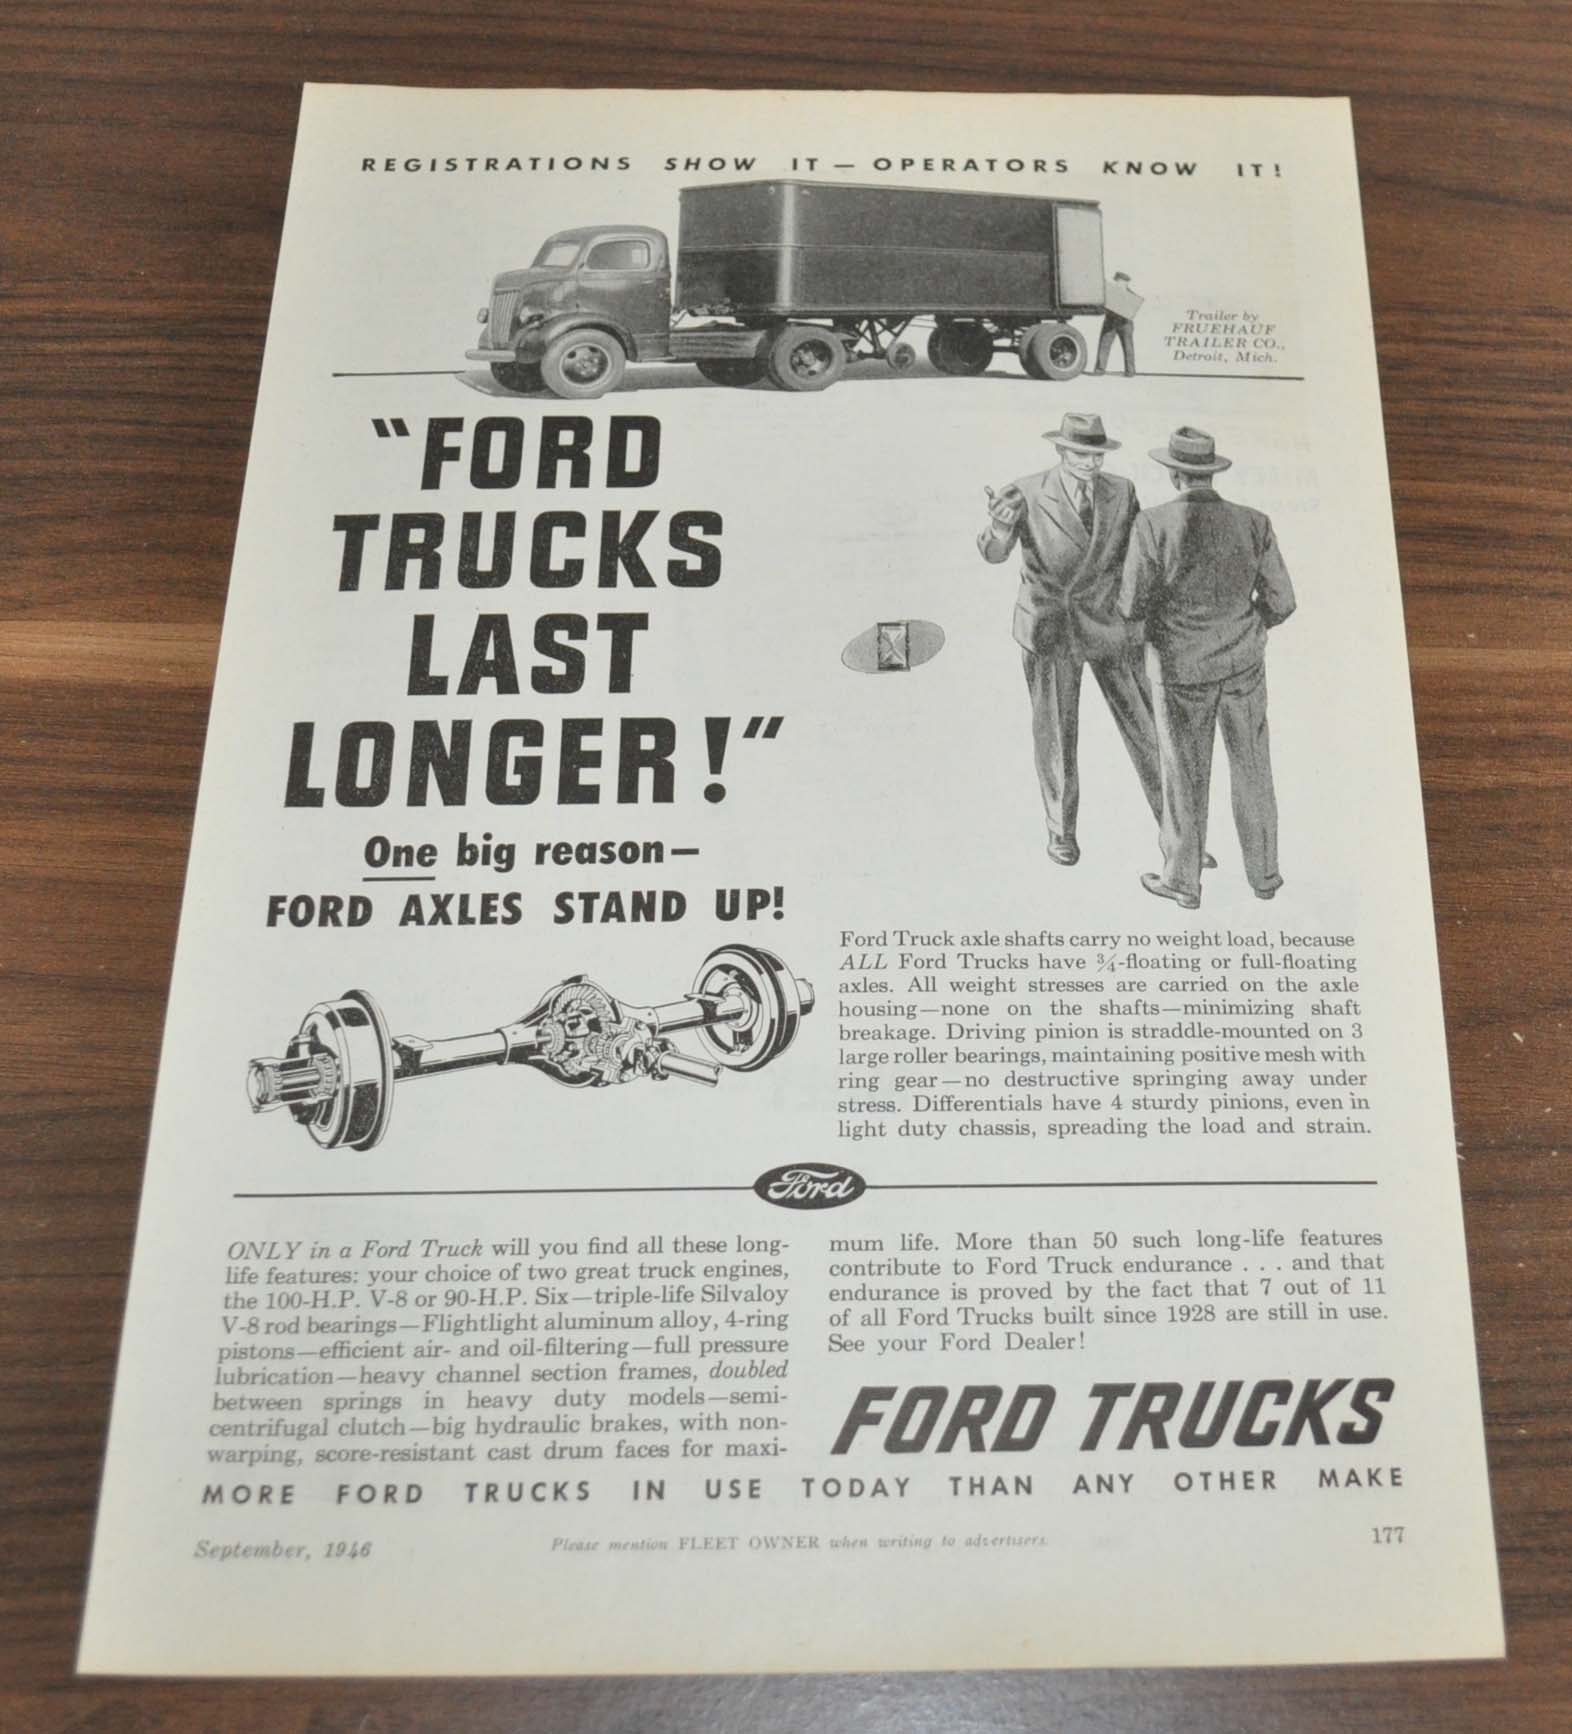 REGISTRATIONS SHOW IT — OPERATORS KNOW IT!
Trailer by
FRUEHAUF
TRAILER CO.,
Detroit, Mich.
"FORD
TRUCKS
LAST
LONGER!"
One big reason—
FORD AXLES STAND UP!
Ford Truck axle shafts carry no weight load, because
ALL Ford Trucks have ¾-floating or full-floating
axles. All weight stresses are carried on the axle
housing—none on the shafts—minimizing shaft
breakage. Driving pinion is straddle-mounted on 3
large roller bearings, maintaining positive mesh with
ring gear—no destructive springing away under
stress. Differentials have 4 sturdy pinions, even in
light duty chassis, spreading the load and strain.
Ford
ONLY in a Ford Truck will you find all these long-
life features: your choice of two great truck engines,
the 100-H.P. V-8 or 90-H.P. Six—triple-life Silvaloy
V-8 rod bearings—Flightlight aluminum alloy, 4-ring
pistons—efficient air- and oil-filtering—full pressure
lubrication—heavy channel section frames, doubled
between springs in heavy duty models—semi-
centrifugal clutch—big hydraulic brakes, with non-
warping, score-resistant cast drum faces for maxi-
mum life. More than 50 such long-life features
contribute to Ford Truck endurance . . . and that
endurance is proved by the fact that 7 out of 11
of all Ford Trucks built since 1928 are still in use.
See your Ford Dealer!
FORD TRUCKS
MORE FORD TRUCKS IN USE TODAY THAN ANY OTHER MAKE
September, 1946
Please mention FLEET OWNER when writing to advertisers.
177